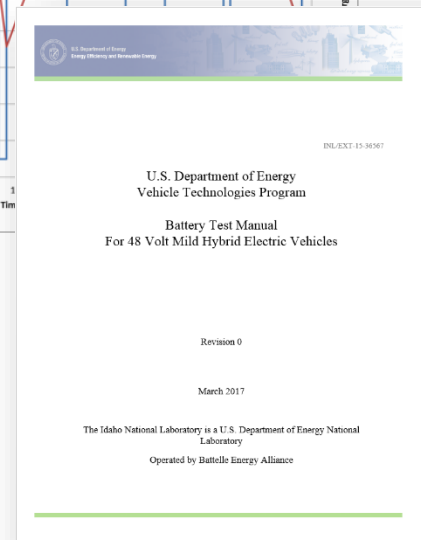 U.S. Department of Energy
Energy Efficiency and Renewable Energy
INL/EXT-15-36567
U.S. Department of Energy
Vehicle Technologies Program
Battery Test Manual
For 48 Volt Mild Hybrid Electric Vehicles
Revision 0
March 2017
The Idaho National Laboratory is a U.S. Department of Energy National
Laboratory
Operated by Battelle Energy Alliance
1
Tim